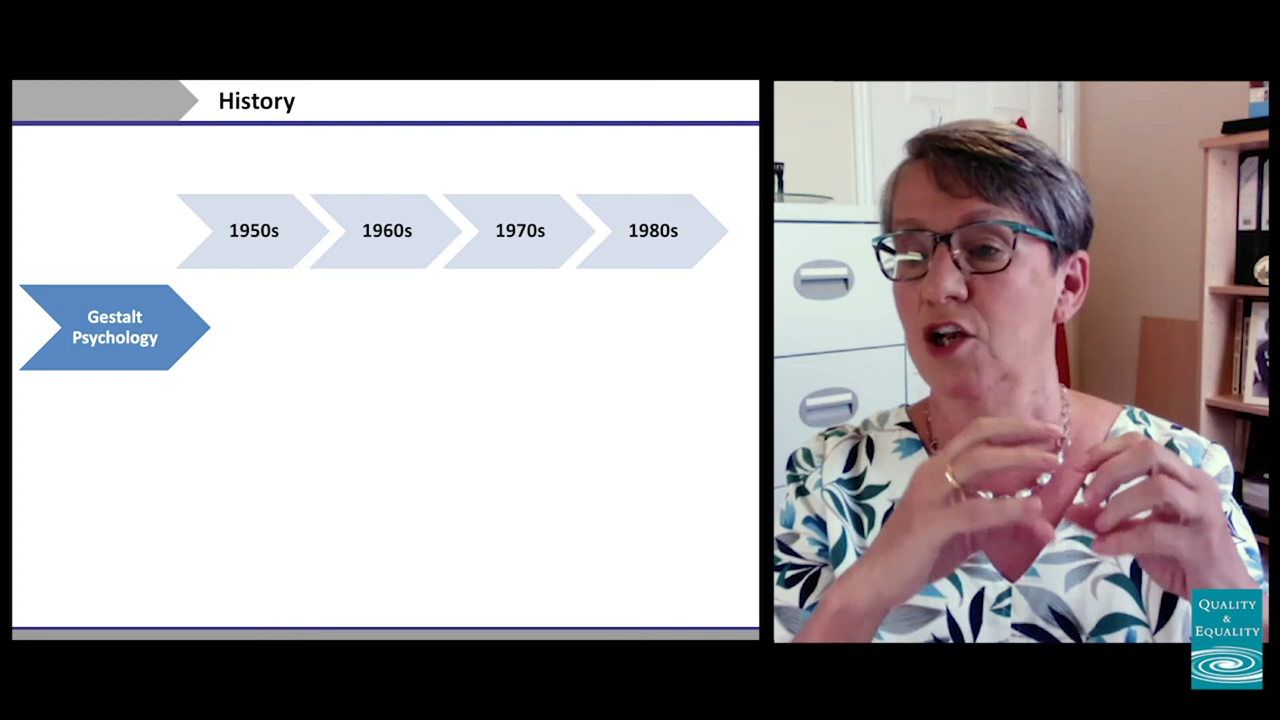 History
1950s
1960s
1970s
1980s
Gestalt
Psychology
QUALITY
&
EQUALITY